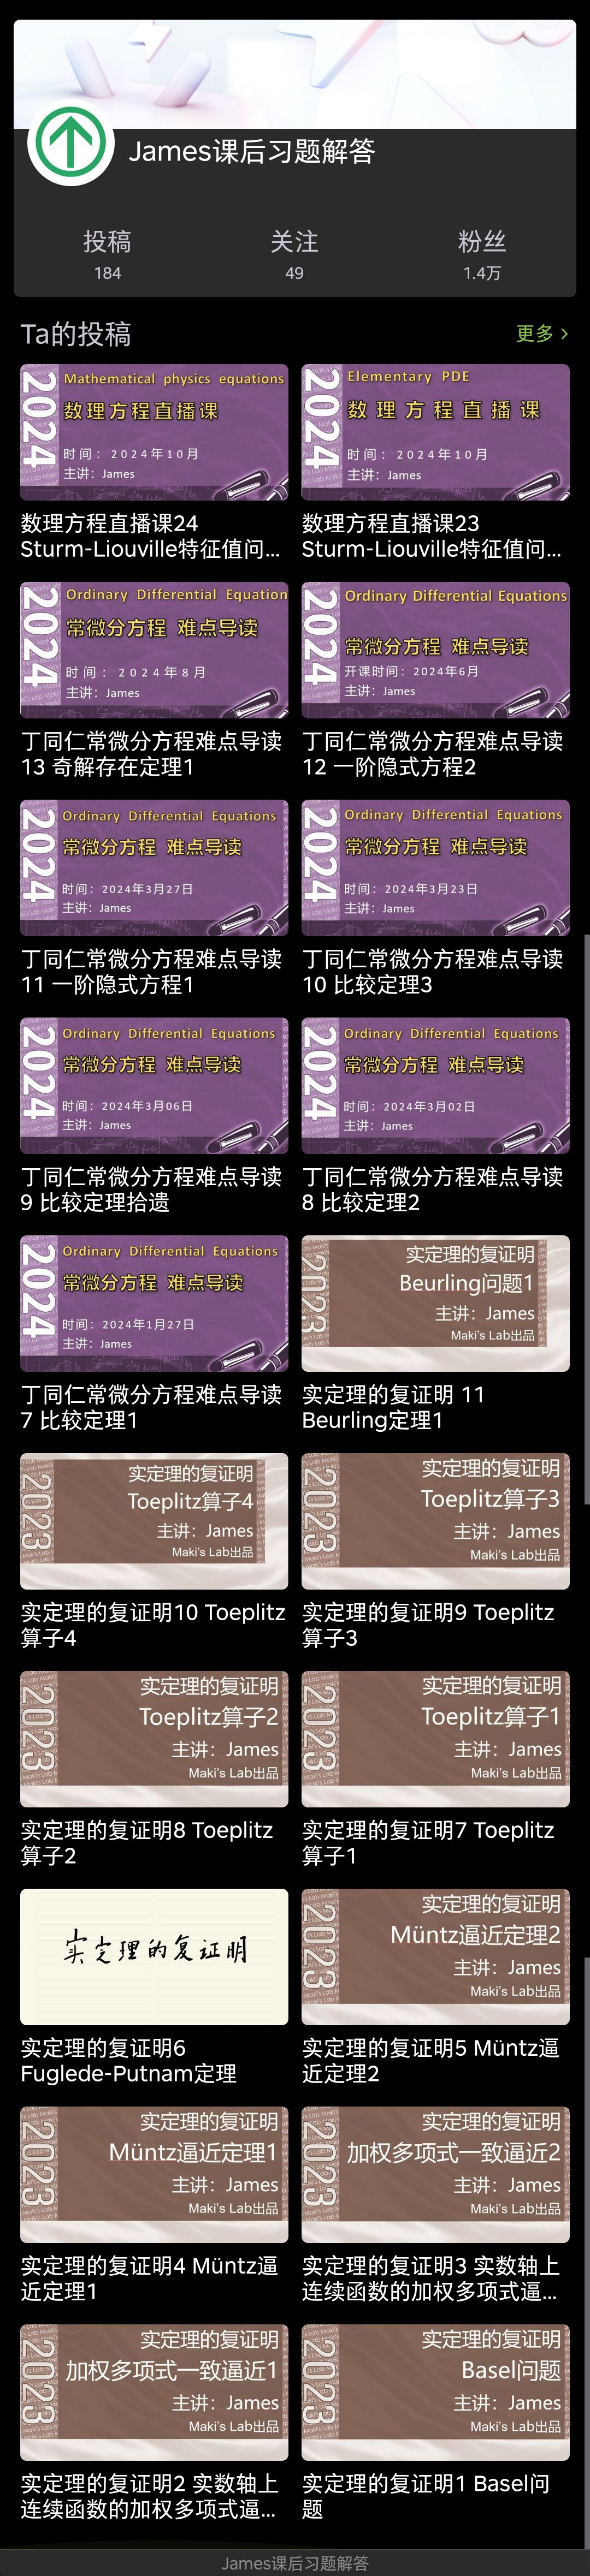 James课后习题解答
投稿
关注
粉丝
184
49
1.4万
Ta的投稿
更多
2024
Mathematical physics equations
数理方程直播课
时间：2024年10月
主讲：James
2024
Elementary PDE
数理方程直播课
时间：2024年10月
主讲：James
数理方程直播课24
Sturm-Liouville特征值问...
数理方程直播课23
Sturm-Liouville特征值问...
2024
Ordinary Differential Equation
常微分方程 难点导读
时间：2024年8月
主讲：James
2024
Ordinary Differential Equations
常微分方程 难点导读
开课时间：2024年6月
主讲：James
丁同仁常微分方程难点导读
13 奇解存在定理1
丁同仁常微分方程难点导读
12 一阶隐式方程2
2024
Ordinary Differential Equations
常微分方程 难点导读
时间：2024年3月27日
主讲：James
2024
Ordinary Differential Equations
常微分方程 难点导读
时间：2024年3月23日
主讲：James
丁同仁常微分方程难点导读
11 一阶隐式方程1
丁同仁常微分方程难点导读
10 比较定理3
2024
Ordinary Differential Equations
常微分方程 难点导读
时间：2024年3月06日
主讲：James
2024
Ordinary Differential Equations
常微分方程 难点导读
时间：2024年3月02日
主讲：James
丁同仁常微分方程难点导读
9 比较定理拾遗
丁同仁常微分方程难点导读
8 比较定理2
2024
Ordinary Differential Equations
常微分方程 难点导读
时间：2024年1月27日
主讲：James
2023
实定理的复证明
Beurling问题1
主讲：James
Maki's Lab出品
丁同仁常微分方程难点导读
7 比较定理1
实定理的复证明 11
Beurling定理1
2023
实定理的复证明
Toeplitz算子4
主讲：James
Maki's Lab出品
2023
实定理的复证明
Toeplitz算子3
主讲：James
Maki's Lab出品
实定理的复证明10 Toeplitz
算子4
实定理的复证明9 Toeplitz
算子3
2023
实定理的复证明
Toeplitz算子2
主讲：James
Maki's Lab出品
2023
实定理的复证明
Toeplitz算子1
主讲：James
Maki's Lab出品
实定理的复证明8 Toeplitz
算子2
实定理的复证明7 Toeplitz
算子1
实定理的复证明
2023
实定理的复证明
Müntz逼近定理2
主讲：James
Maki's Lab出品
实定理的复证明6
Fuglede-Putnam定理
实定理的复证明5 Müntz逼
近定理2
2023
实定理的复证明
Müntz逼近定理1
主讲：James
Maki's Lab出品
2023
实定理的复证明
加权多项式一致逼近2
主讲：James
Maki's Lab出品
实定理的复证明4 Müntz逼
近定理1
实定理的复证明3 实数轴上
连续函数的加权多项式逼...
2023
实定理的复证明
加权多项式一致逼近1
主讲：James
Maki's Lab出品
2023
实定理的复证明
Basel问题
主讲：James
Maki's Lab出品
实定理的复证明2 实数轴上
连续函数的加权多项式逼...
实定理的复证明1 Basel问
题
James课后习题解答